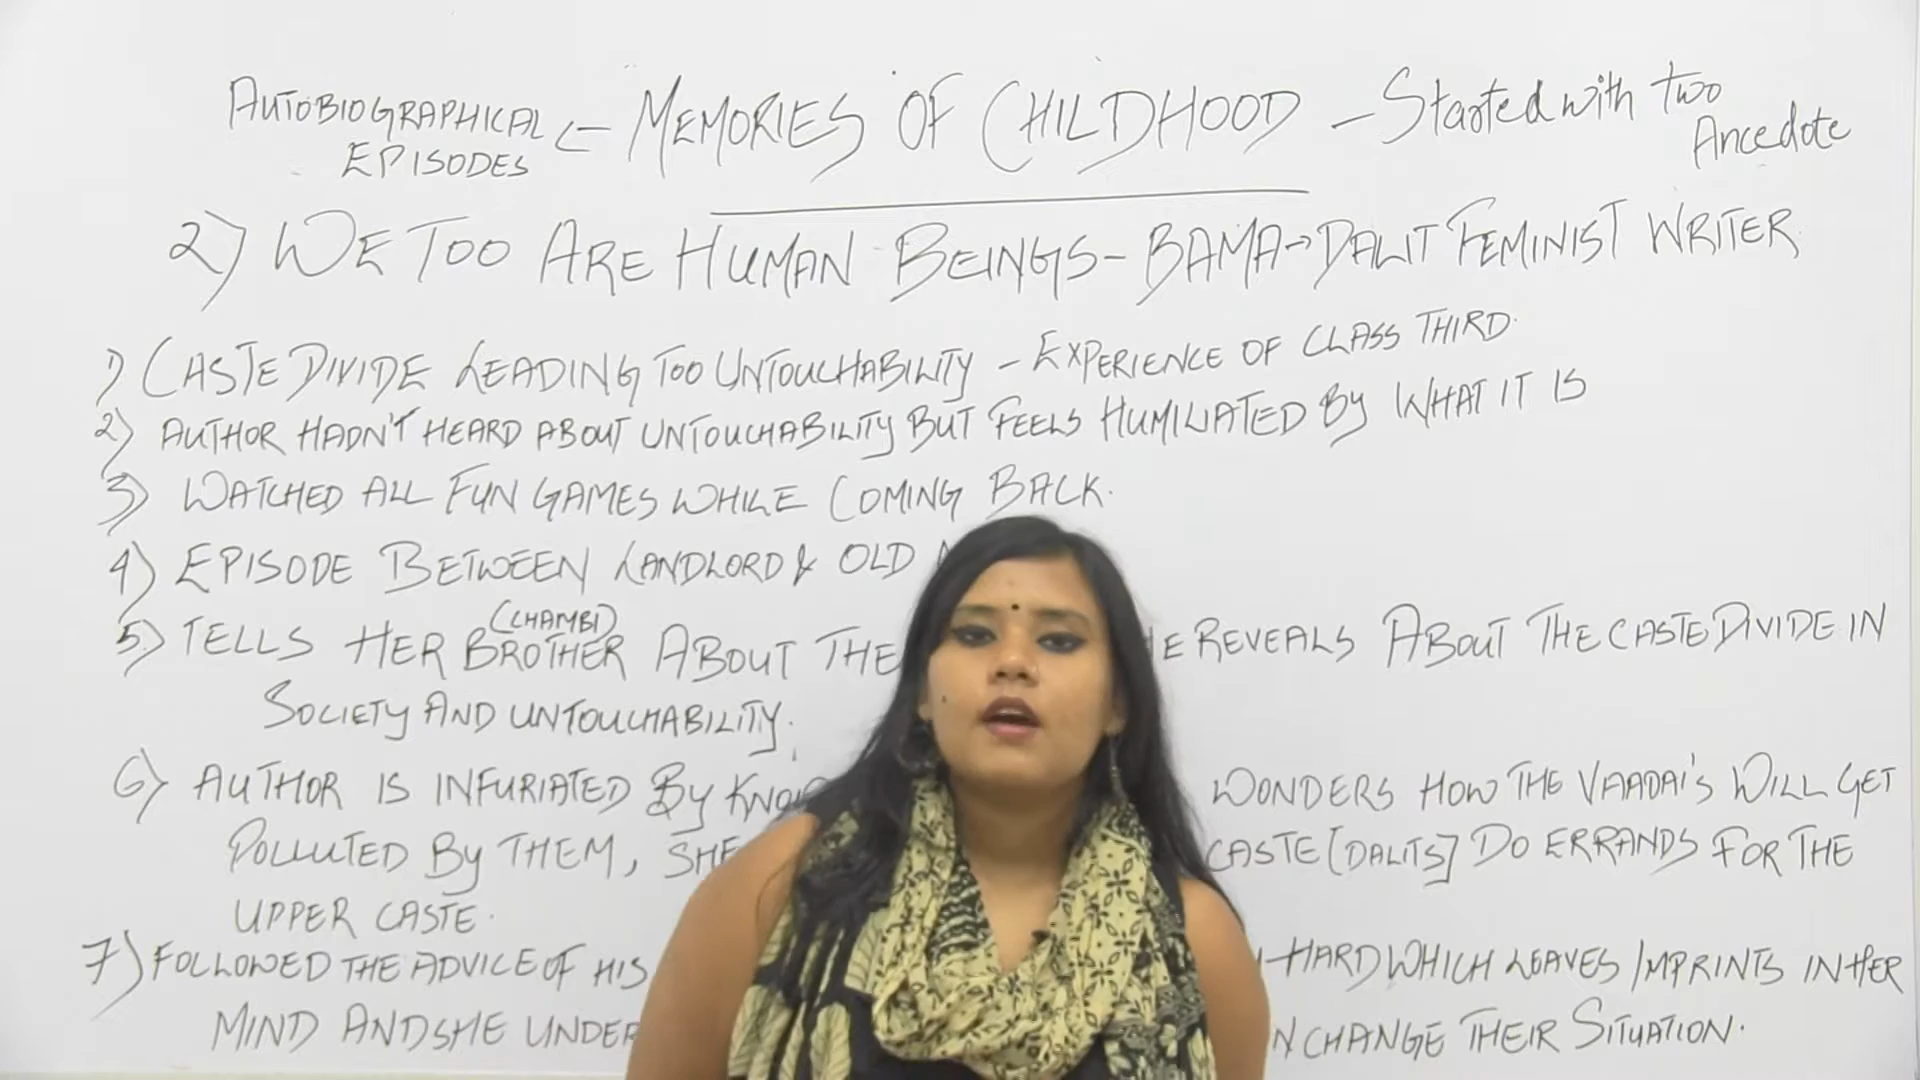 AUTOBIOGRAPHICAL EPISODES <- MEMORIES OF CHILDHOOD - Started with two Ancedote
2) WE TOO ARE HUMAN BEINGS - BAMA -> DALIT FEMINIST WRITER
1) CASTE DIVIDE LEADING TOO UNTOUCHABILITY - EXPERIENCE OF CLASS THIRD.
2) AUTHOR HADN'T HEARD ABOUT UNTOUCHABILITY BUT FEELS HUMILIATED BY WHAT IT IS
3) WATCHED ALL FUN GAMES WHILE COMING BACK.
4) EPISODE BETWEEN LANDLORD & OLD
(CHAMBI)
5) TELLS HER BROTHER ABOUT THE E REVEALS ABOUT THE CASTE DIVIDE IN
SOCIETY AND UNTOUCHABILITY.
6) AUTHOR IS INFURIATED BY KNO WONDERS HOW THE VAADAI'S WILL GET
POLLUTED BY THEM, SHE CASTE [DALITS] DO ERRANDS FOR THE
UPPER CASTE.
7) FOLLOWED THE ADVICE OF HIS HARD WHICH LEAVES IMPRINTS IN HER
MIND AND SHE UNDER N CHANGE THEIR SITUATION.